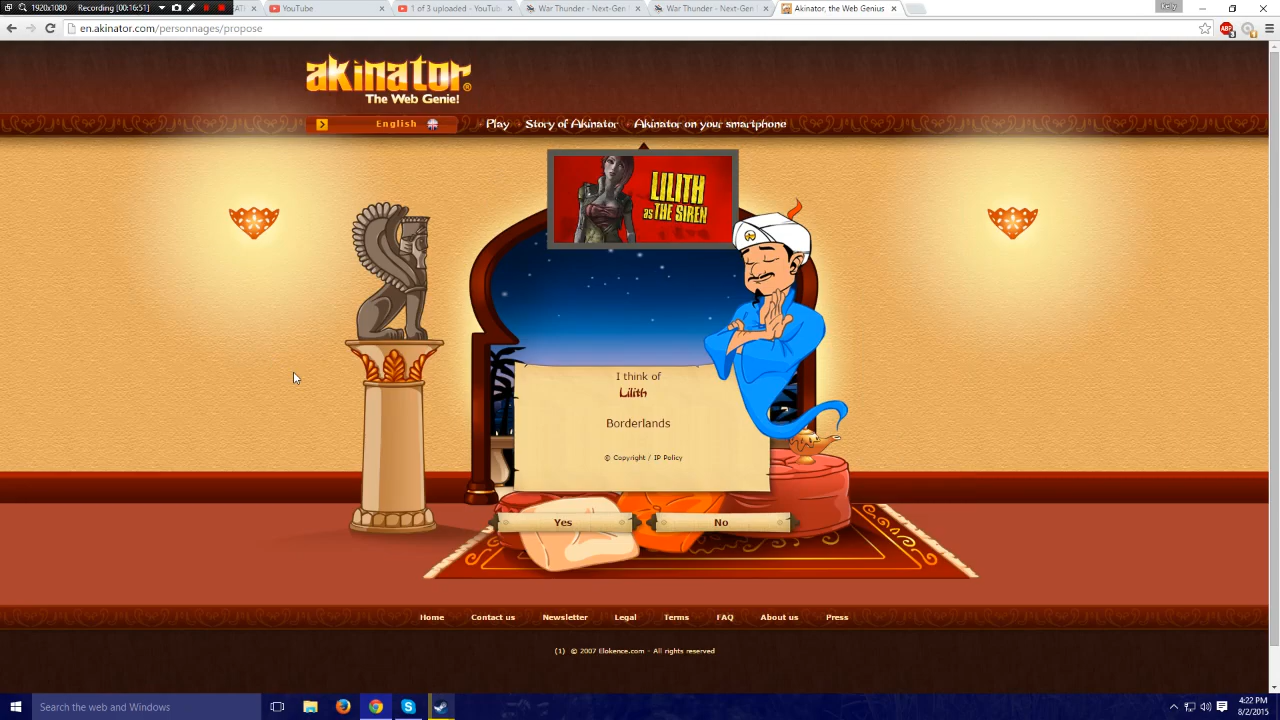 1920x1080 Recording [00:16:51]
YouTube
1 of 3 uploaded - YouTub
War Thunder - Next-Gen
War Thunder - Next-Gen
Akinator, the Web Genius
Kelly
en.akinator.com/personnages/propose
akinator®
The Web Genie!
English
Play
Story of Akinator
Akinator on your smartphone
LILITH
as THE SIREN
I think of
Lilith
Borderlands
© Copyright / IP Policy
Yes
No
Home
Contact us
Newsletter
Legal
Terms
FAQ
About us
Press
(1) © 2007 Elokence.com - All rights reserved
Search the web and Windows
4:22 PM
8/2/2015